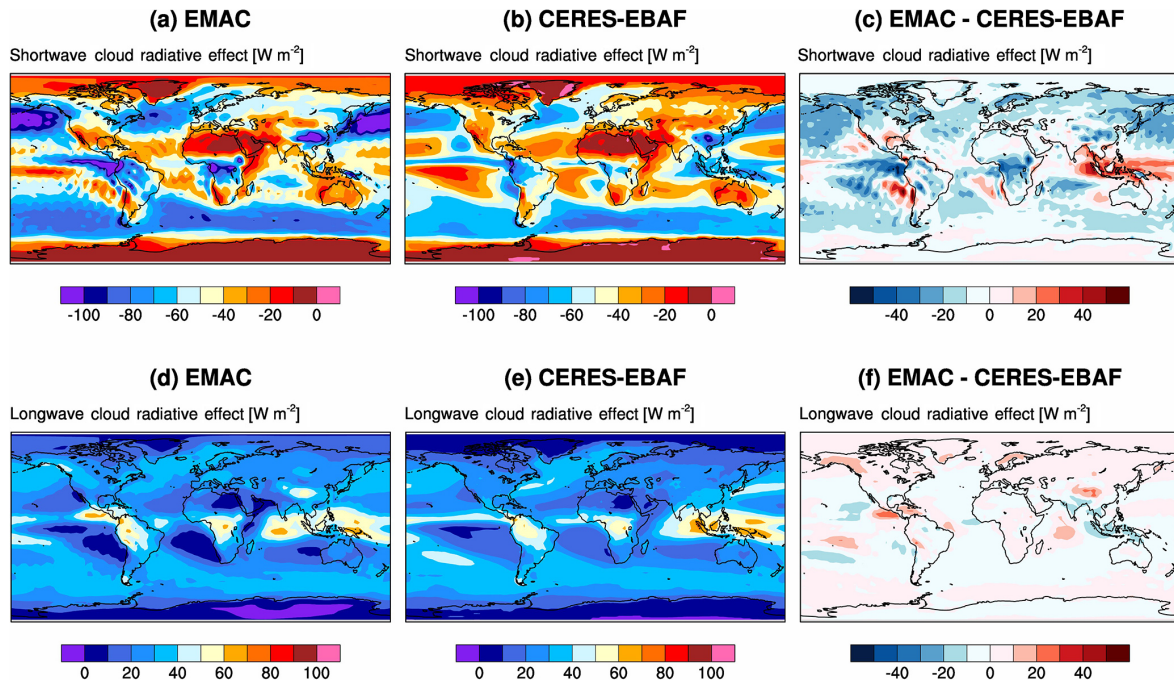 (a) EMAC
(b) CERES-EBAF
(c) EMAC - CERES-EBAF
Shortwave cloud radiative effect [W m-2]
Shortwave cloud radiative effect [W m-2]
Shortwave cloud radiative effect [W m-2]
-100 -80 -60 -40 -20 0
-100 -80 -60 -40 -20 0
-40 -20 0 20 40
(d) EMAC
(e) CERES-EBAF
(f) EMAC - CERES-EBAF
Longwave cloud radiative effect [W m-2]
Longwave cloud radiative effect [W m-2]
Longwave cloud radiative effect [W m-2]
0 20 40 60 80 100
0 20 40 60 80 100
-40 -20 0 20 40